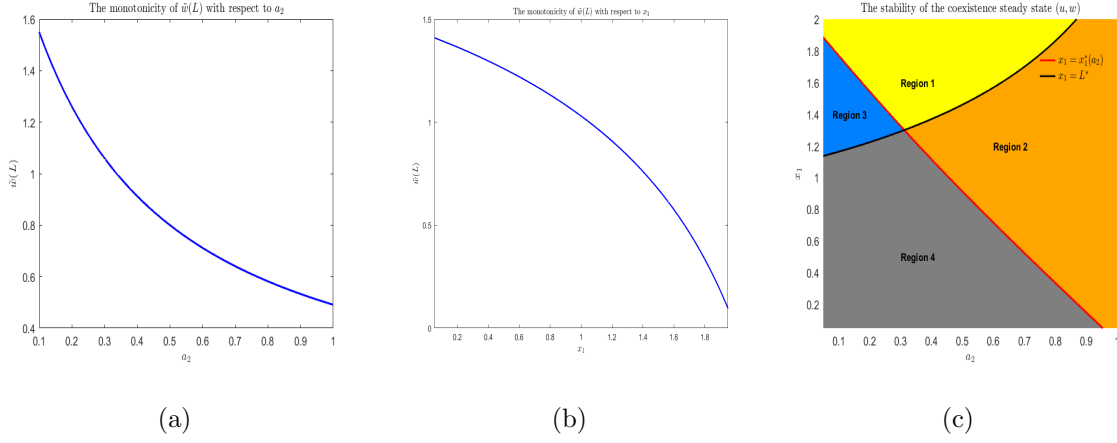 The monotonicity of w̃(L) with respect to a₂
1.6
1.4
1.2
1
0.8
0.6
0.4
w̃(L)
0.1 0.2 0.3 0.4 0.5 0.6 0.7 0.8 0.9 1
a₂
(a)
The monotonicity of w̃(L) with respect to x₁
1.5
1
0.5
0
w̃(L)
0.2 0.4 0.6 0.8 1 1.2 1.4 1.6 1.8
x₁
(b)
The stability of the coexistence steady state (u, w)
2
1.8
1.6
1.4
1.2
1
0.8
0.6
0.4
0.2
x₁
x₁ = x₁*(a₂)
x₁ = L*
Region 1
Region 3
Region 2
Region 4
0.1 0.2 0.3 0.4 0.5 0.6 0.7 0.8 0.9 1
a₂
(c)